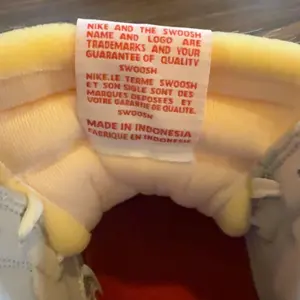 NIKE AND THE SWOOSH
NAME AND LOGO ARE
TRADEMARKS AND YOUR
GUARANTEE OF QUALITY
SWOOSH
NIKE.LE TERME SWOOSH
ET SON SIGLE SONT DES
MARQUES DEPOSEES ET
VOTRE GARANTIE DE QUALITE.
SWOOSH
MADE IN INDONESIA
FABRIQUE EN INDONESIA